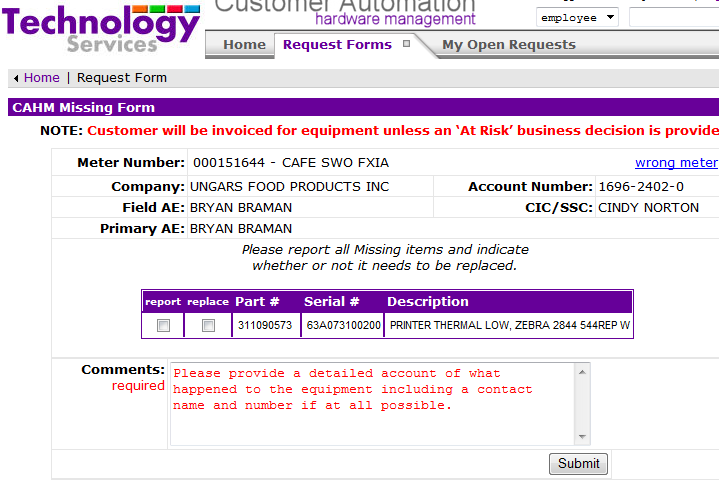 Technology
Services
Customer Automation
hardware management
employee
Home
Request Forms
My Open Requests
Home | Request Form
CAHM Missing Form
NOTE: Customer will be invoiced for equipment unless an 'At Risk' business decision is provide
Meter Number: 000151644 - CAFE SWO FXIA wrong meter
Company: UNGARS FOOD PRODUCTS INC Account Number: 1696-2402-0
Field AE: BRYAN BRAMAN CIC/SSC: CINDY NORTON
Primary AE: BRYAN BRAMAN
Please report all Missing items and indicate
whether or not it needs to be replaced.
report replace Part # Serial # Description
311090573 63A073100200 PRINTER THERMAL LOW, ZEBRA 2844 544REP W
Comments: Please provide a detailed account of what
required happened to the equipment including a contact
name and number if at all possible.
Submit